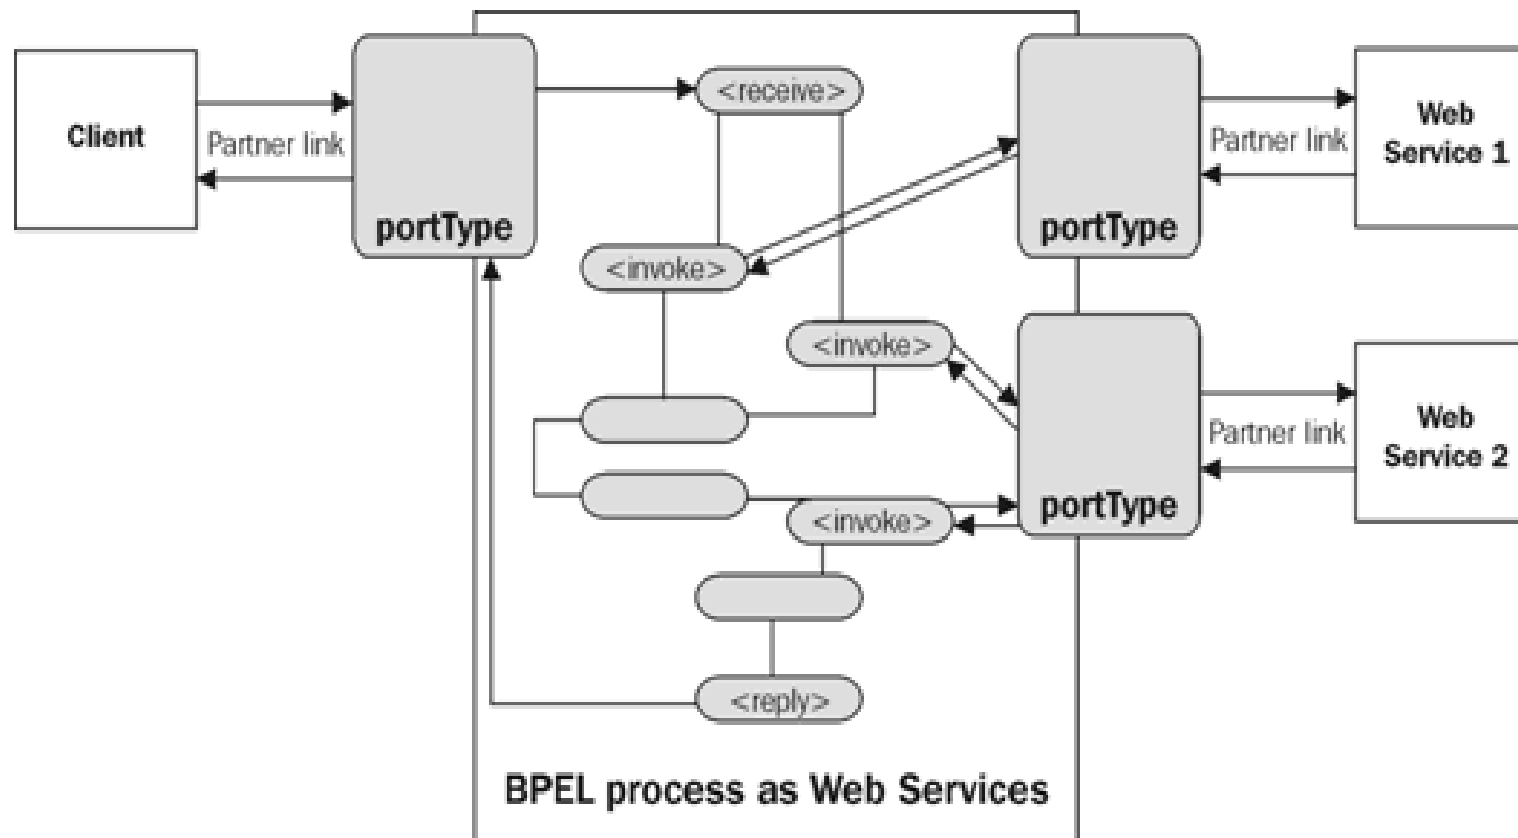 Client
Partner link
portType
<receive>
<invoke>
<invoke>
<invoke>
<reply>
portType
Partner link
Web
Service 1
portType
Partner link
Web
Service 2
BPEL process as Web Services